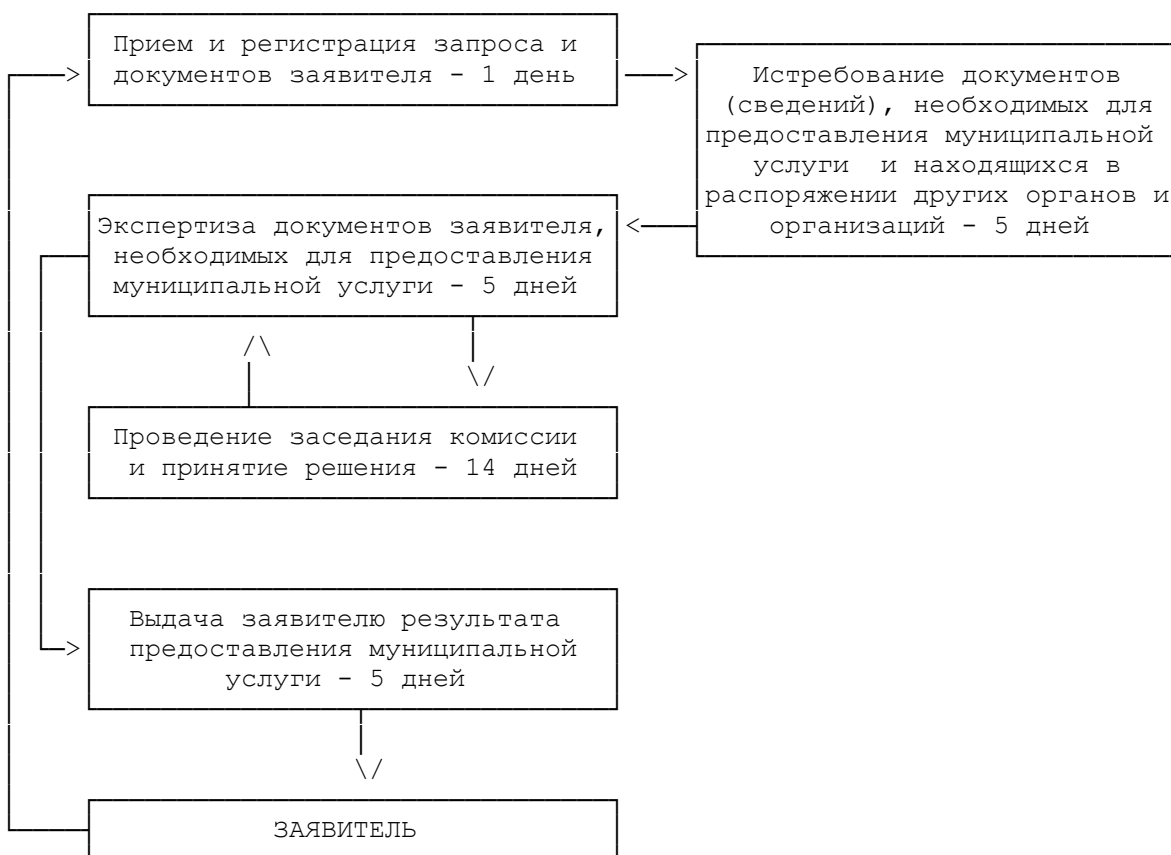 Прием и регистрация запроса и
документов заявителя - 1 день
Истребование документов
(сведений), необходимых для
предоставления муниципальной
услуги и находящихся в
распоряжении других органов и
организаций - 5 дней
Экспертиза документов заявителя,
необходимых для предоставления
муниципальной услуги - 5 дней
Проведение заседания комиссии
и принятие решения - 14 дней
Выдача заявителю результата
предоставления муниципальной
услуги - 5 дней
ЗАЯВИТЕЛЬ